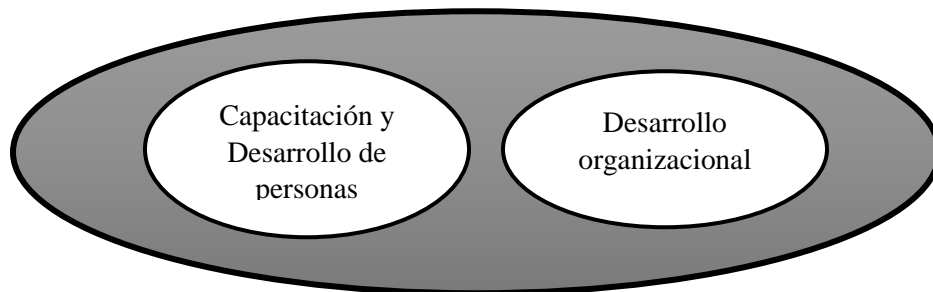 Capacitación y
Desarrollo de
personas
Desarrollo
organizacional